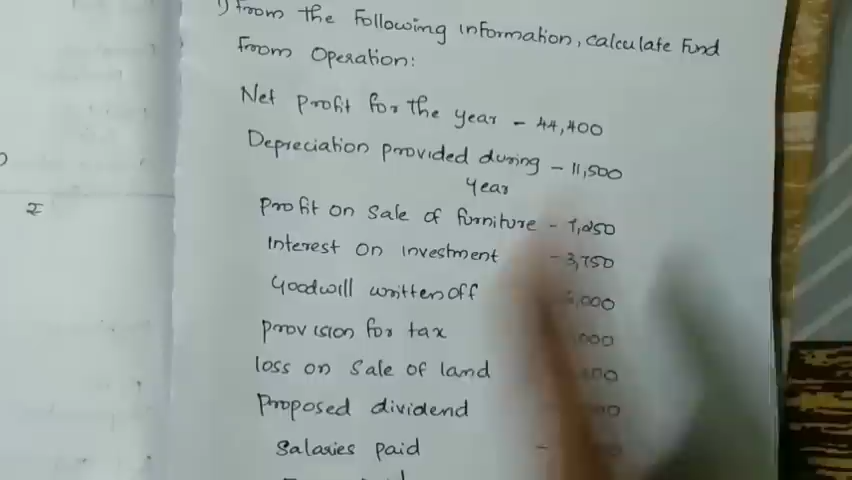 1) From the Following information, calculate Fund
From Operation:
Net profit for the year - 44,400
Depreciation provided during - 11,500
year
profit on sale of furniture -
Interest on investment - 3,750
Goodwill written off
provision for tax
loss on sale of land
proposed dividend
Salaries paid -